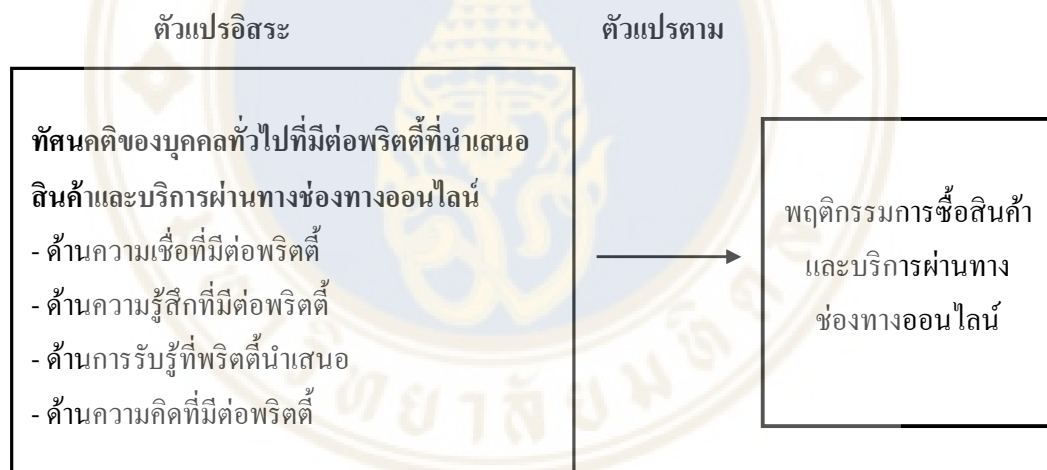 ตัวแปรอิสระ
ตัวแปรตาม
ทัศนคติของบุคคลทั่วไปที่มีต่อพริตตี้ที่นำเสนอ
สินค้าและบริการผ่านทางช่องทางออนไลน์
- ด้านความเชื่อที่มีต่อพริตตี้
- ด้านความรู้สึกที่มีต่อพริตตี้
- ด้านการรับรู้ที่พริตตี้นำเสนอ
- ด้านความคิดที่มีต่อพริตตี้
พฤติกรรมการซื้อสินค้า
และบริการผ่านทาง
ช่องทางออนไลน์